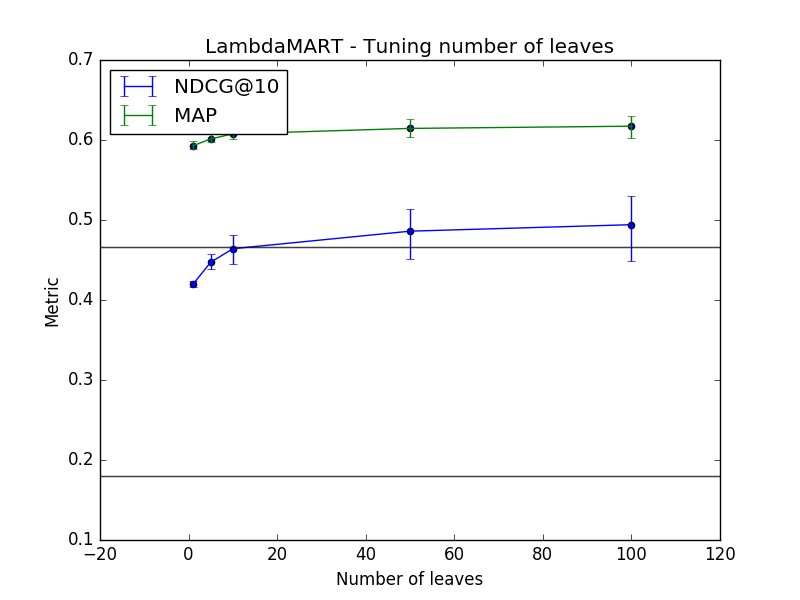 LambdaMART - Tuning number of leaves
NDCG@10
MAP
0.7
0.6
0.5
0.4
0.3
0.2
0.1
Metric
−20 0 20 40 60 80 100 120
Number of leaves